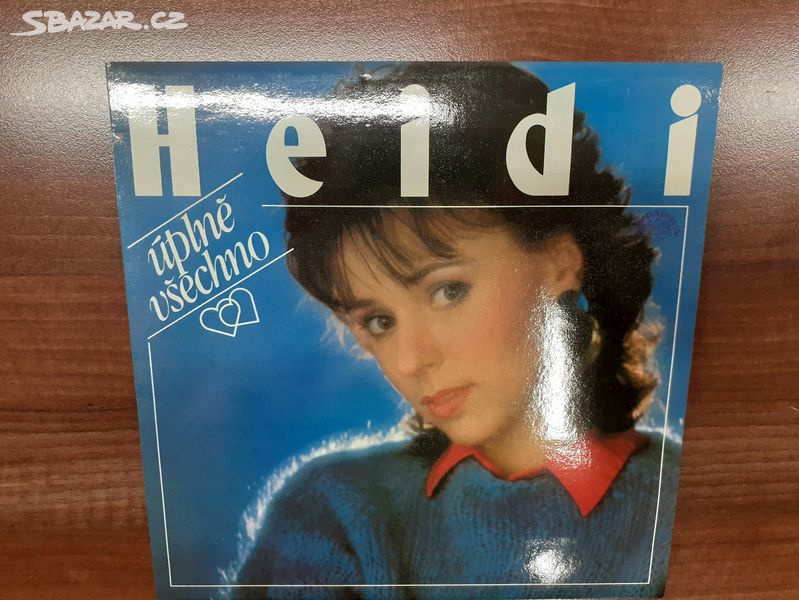 SBAZAR.CZ
Heidi
úplně
všechno